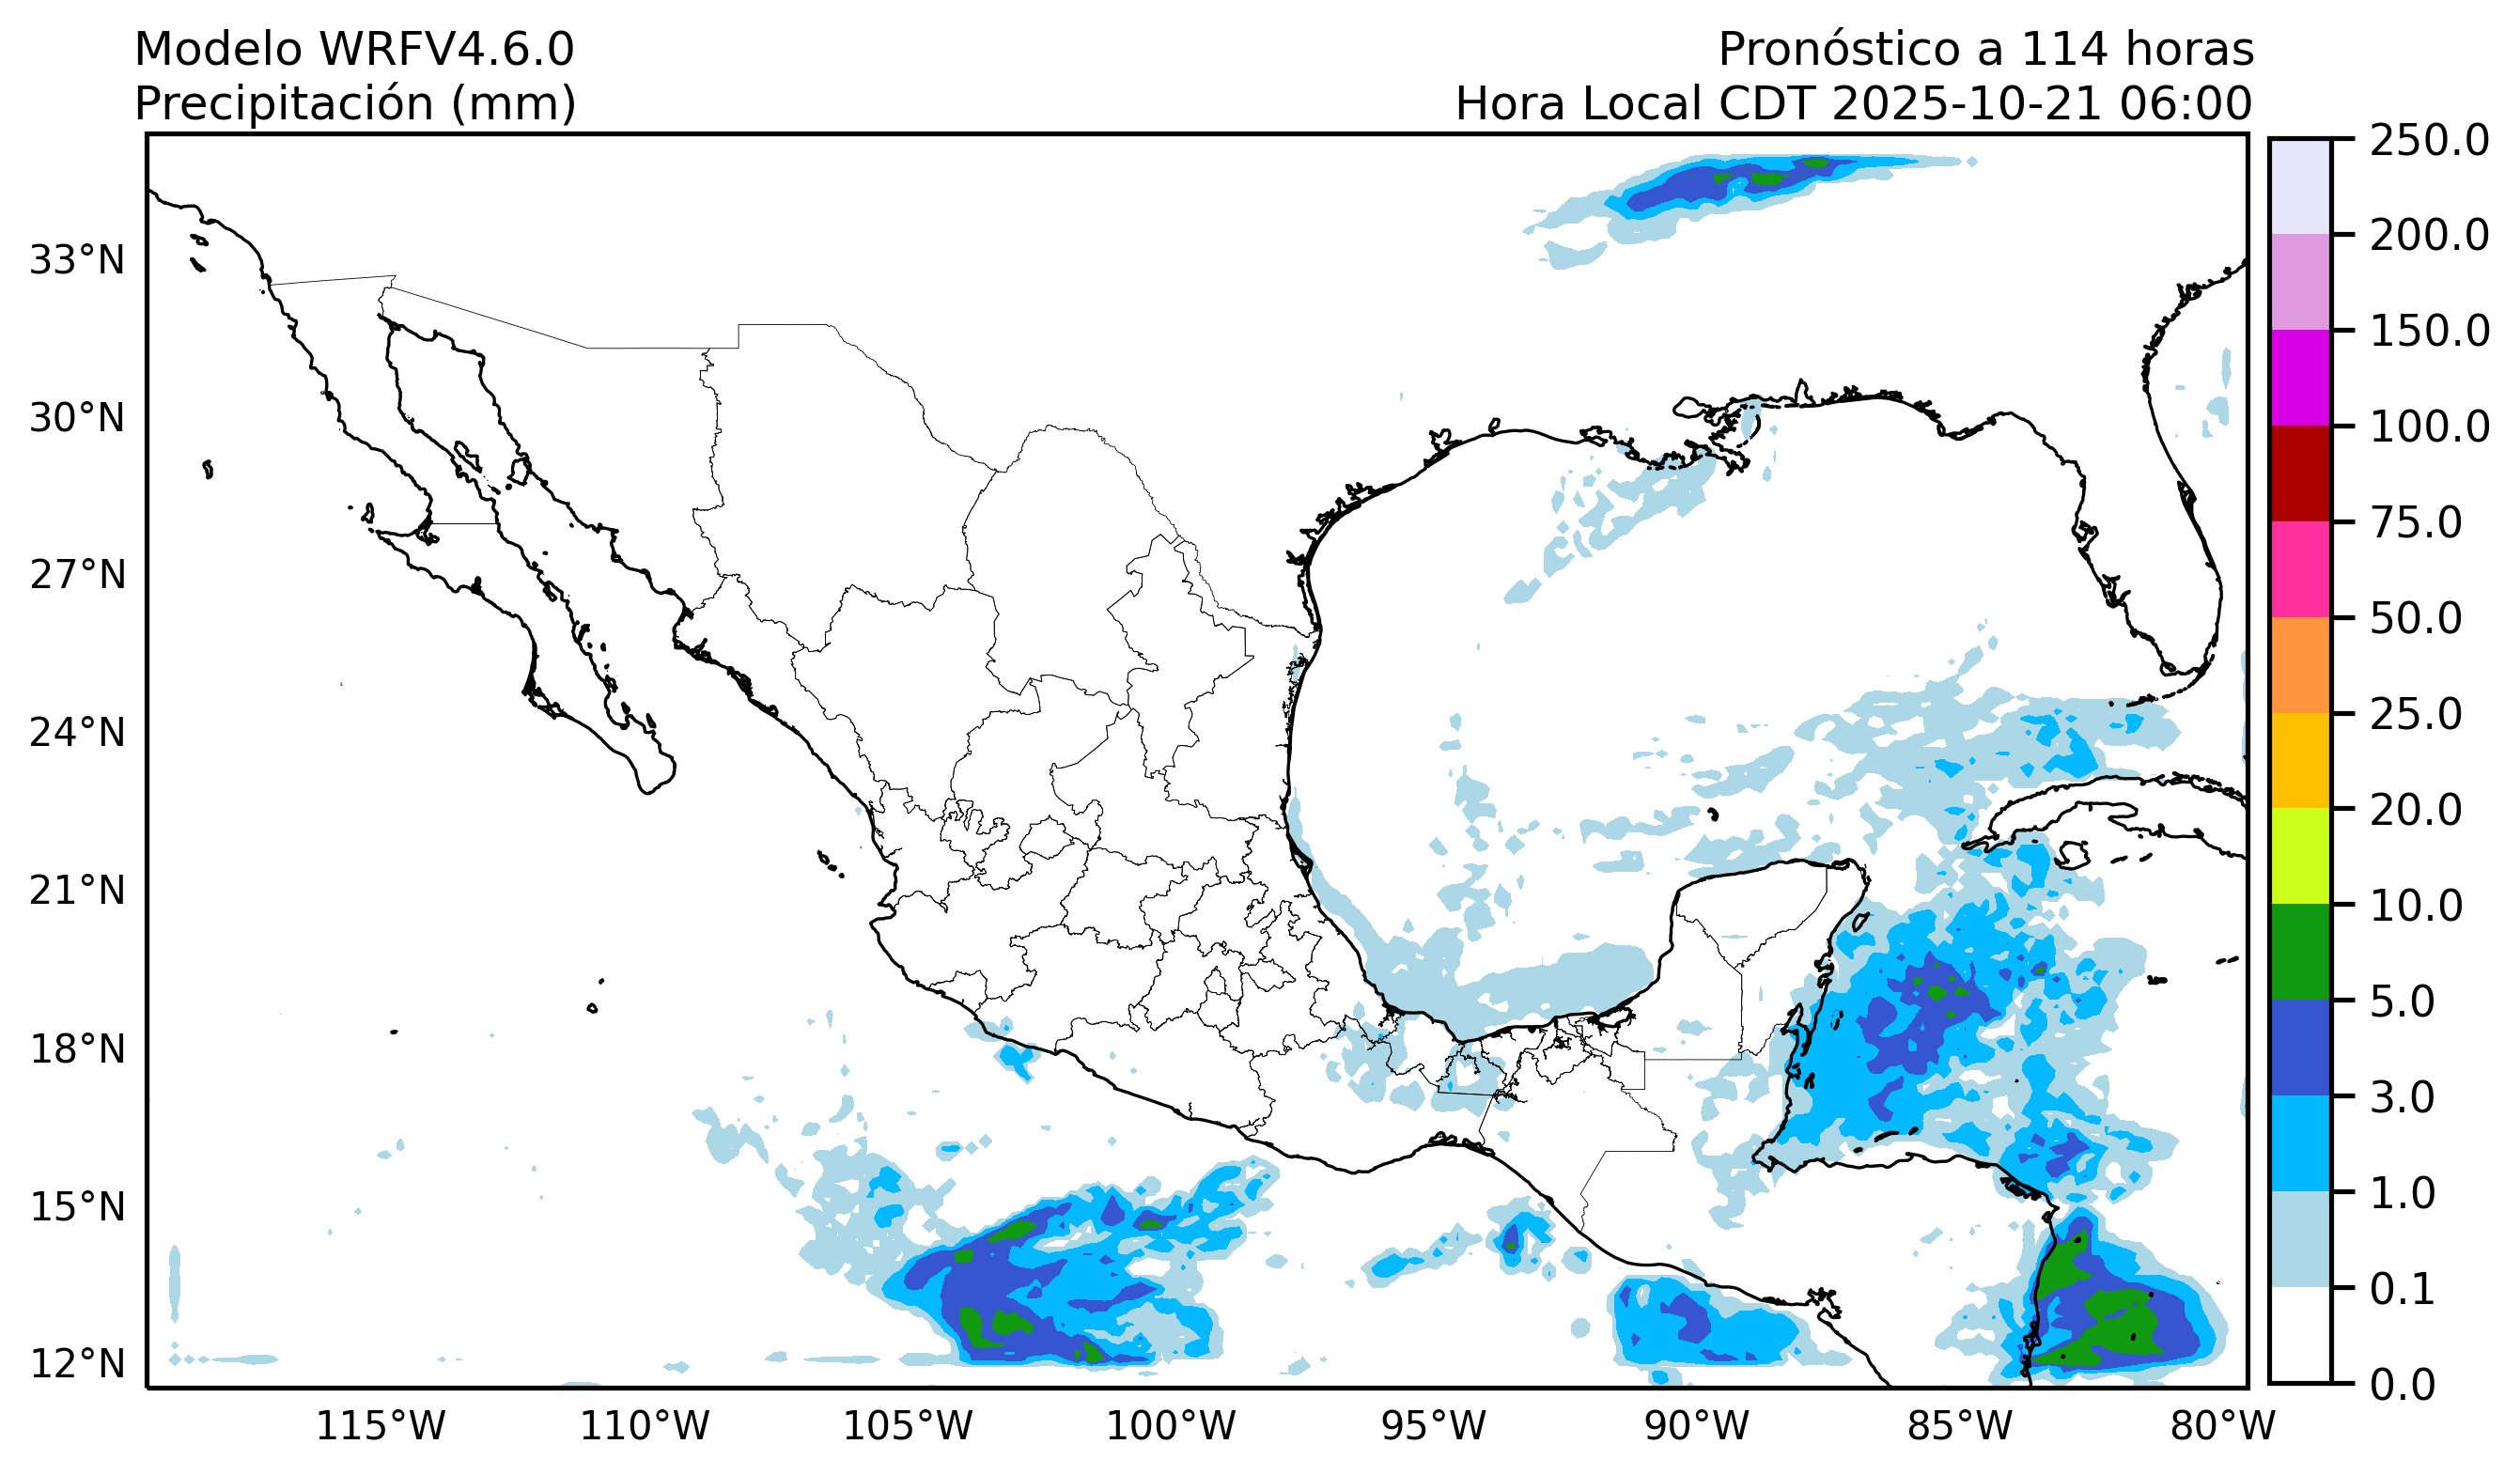 Modelo WRFV4.6.0
Precipitación (mm)
Pronóstico a 114 horas
Hora Local CDT 2025-10-21 06:00
33°N
30°N
27°N
24°N
21°N
18°N
15°N
12°N
115°W
110°W
105°W
100°W
95°W
90°W
85°W
80°W
250.0
200.0
150.0
100.0
75.0
50.0
25.0
20.0
10.0
5.0
3.0
1.0
0.1
0.0